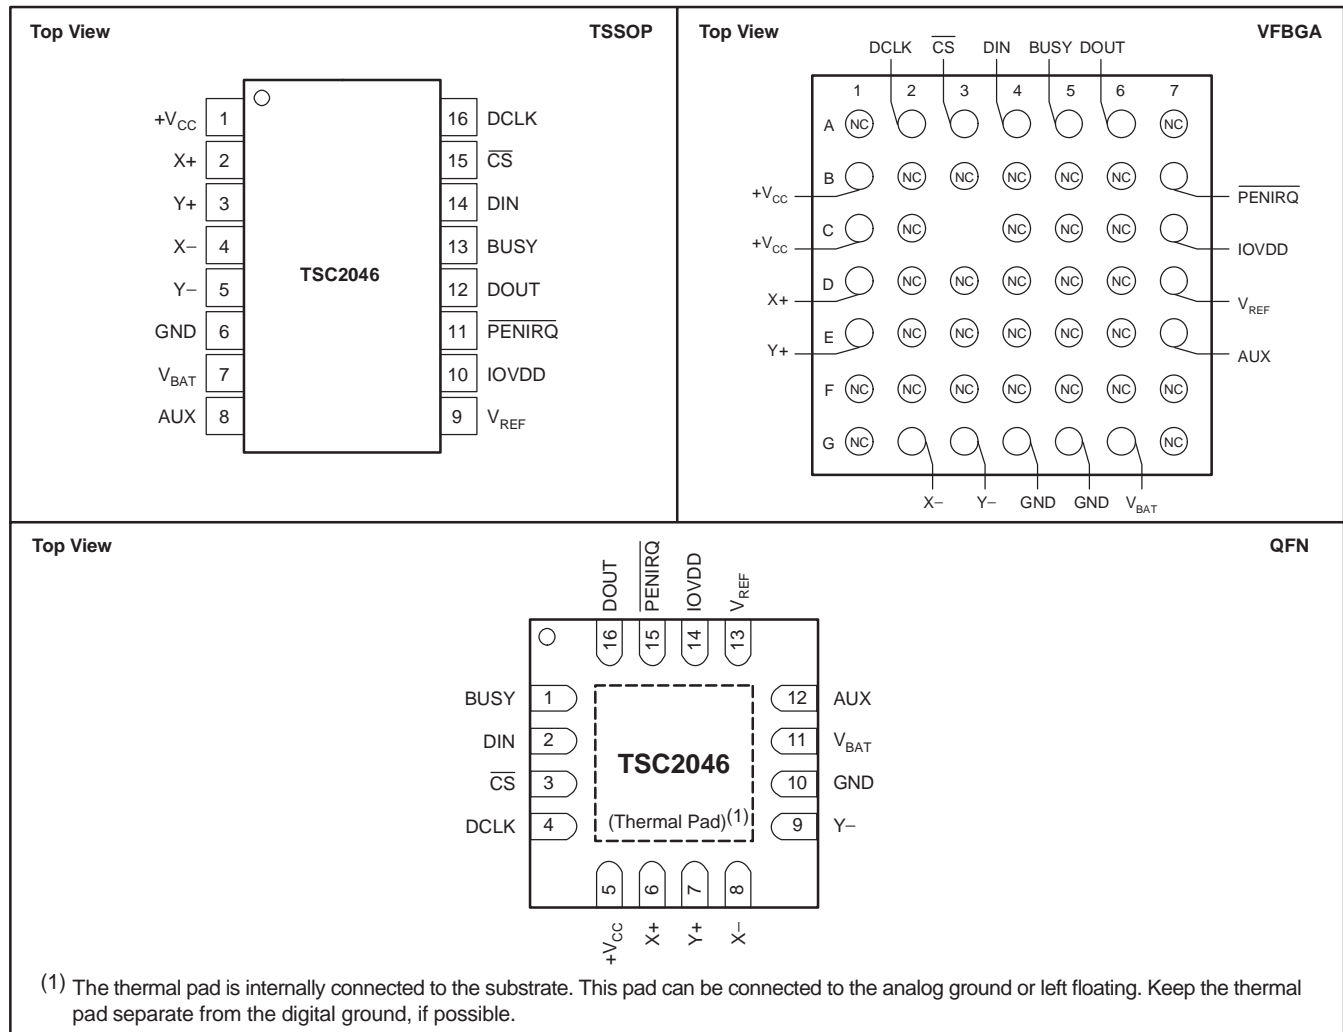 Top View TSSOP
+VCC 1 16 DCLK
X+ 2 15 CS
Y+ 3 14 DIN
X− 4 13 BUSY
TSC2046
Y− 5 12 DOUT
GND 6 11 PENIRQ
VBAT 7 10 IOVDD
AUX 8 9 VREF
Top View VFBGA
DCLK CS DIN BUSY DOUT
1 2 3 4 5 6 7
A NC NC
B NC NC NC NC NC
+VCC PENIRQ
C NC NC NC NC
+VCC IOVDD
D NC NC NC NC NC
X+ VREF
E NC NC NC NC NC
Y+ AUX
F NC NC NC NC NC NC NC
G NC NC
X− Y− GND GND VBAT
Top View QFN
DOUT PENIRQ IOVDD VREF
16 15 14 13
BUSY 1 12 AUX
DIN 2 11 VBAT
TSC2046
CS 3 10 GND
DCLK 4 (Thermal Pad)(1) 9 Y−
5 6 7 8
+VCC X+ Y+ X−
(1) The thermal pad is internally connected to the substrate. This pad can be connected to the analog ground or left floating. Keep the thermal
pad separate from the digital ground, if possible.